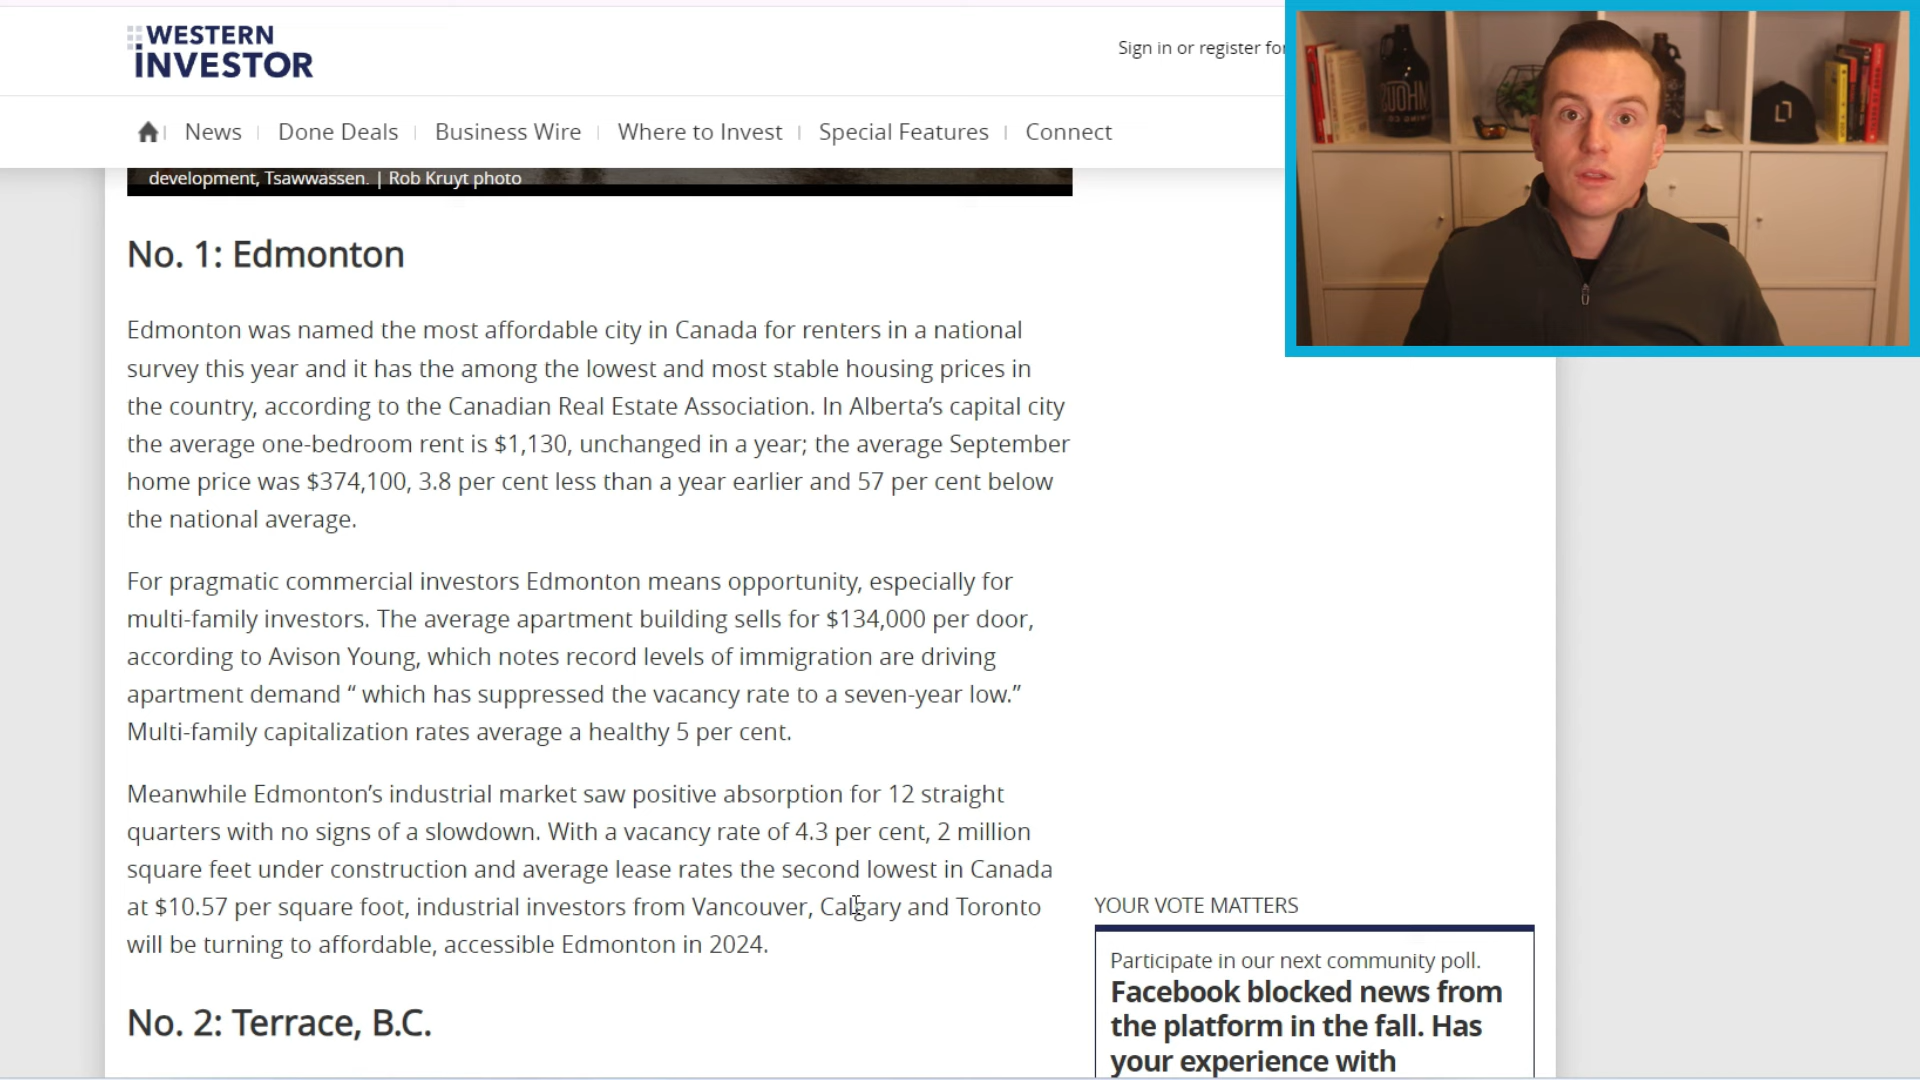 WESTERN
INVESTOR
Sign in or register for
News
Done Deals
Business Wire
Where to Invest
Special Features
Connect
development, Tsawwassen. | Rob Kruyt photo
No. 1: Edmonton
Edmonton was named the most affordable city in Canada for renters in a national
survey this year and it has the among the lowest and most stable housing prices in
the country, according to the Canadian Real Estate Association. In Alberta’s capital city
the average one-bedroom rent is $1,130, unchanged in a year; the average September
home price was $374,100, 3.8 per cent less than a year earlier and 57 per cent below
the national average.
For pragmatic commercial investors Edmonton means opportunity, especially for
multi-family investors. The average apartment building sells for $134,000 per door,
according to Avison Young, which notes record levels of immigration are driving
apartment demand “ which has suppressed the vacancy rate to a seven-year low.”
Multi-family capitalization rates average a healthy 5 per cent.
Meanwhile Edmonton’s industrial market saw positive absorption for 12 straight
quarters with no signs of a slowdown. With a vacancy rate of 4.3 per cent, 2 million
square feet under construction and average lease rates the second lowest in Canada
at $10.57 per square foot, industrial investors from Vancouver, Calgary and Toronto
will be turning to affordable, accessible Edmonton in 2024.
No. 2: Terrace, B.C.
YOUR VOTE MATTERS
Participate in our next community poll.
Facebook blocked news from
the platform in the fall. Has
your experience with